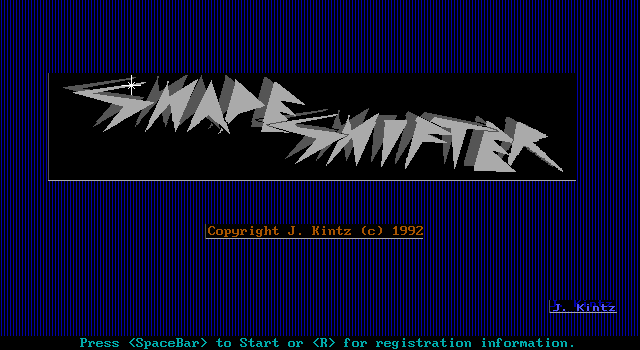 SHAPE
SHIFTER
Copyright J. Kintz (c) 1992
J. Kintz
Press <SpaceBar> to Start or <R> for registration information.